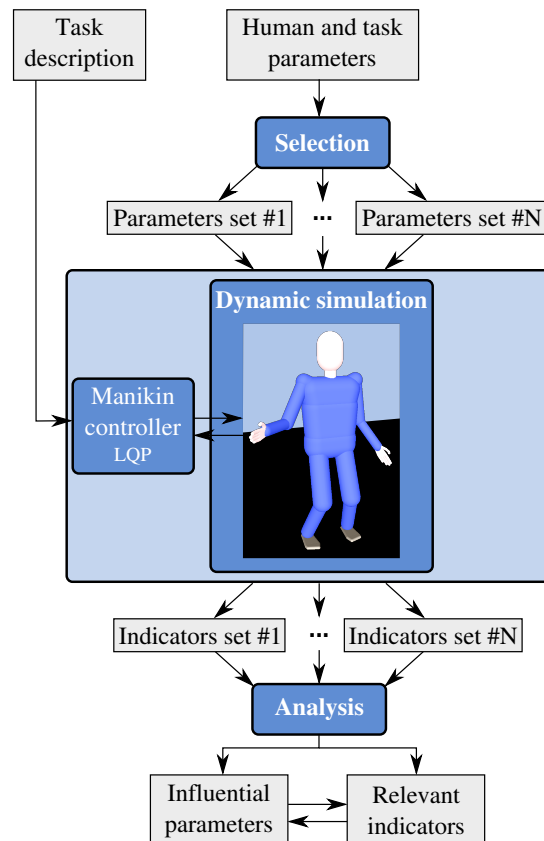 Task
description
Human and task
parameters
Selection
Parameters set #1
...
Parameters set #N
Dynamic simulation
Manikin
controller
LQP
Indicators set #1
...
Indicators set #N
Analysis
Influential
parameters
Relevant
indicators